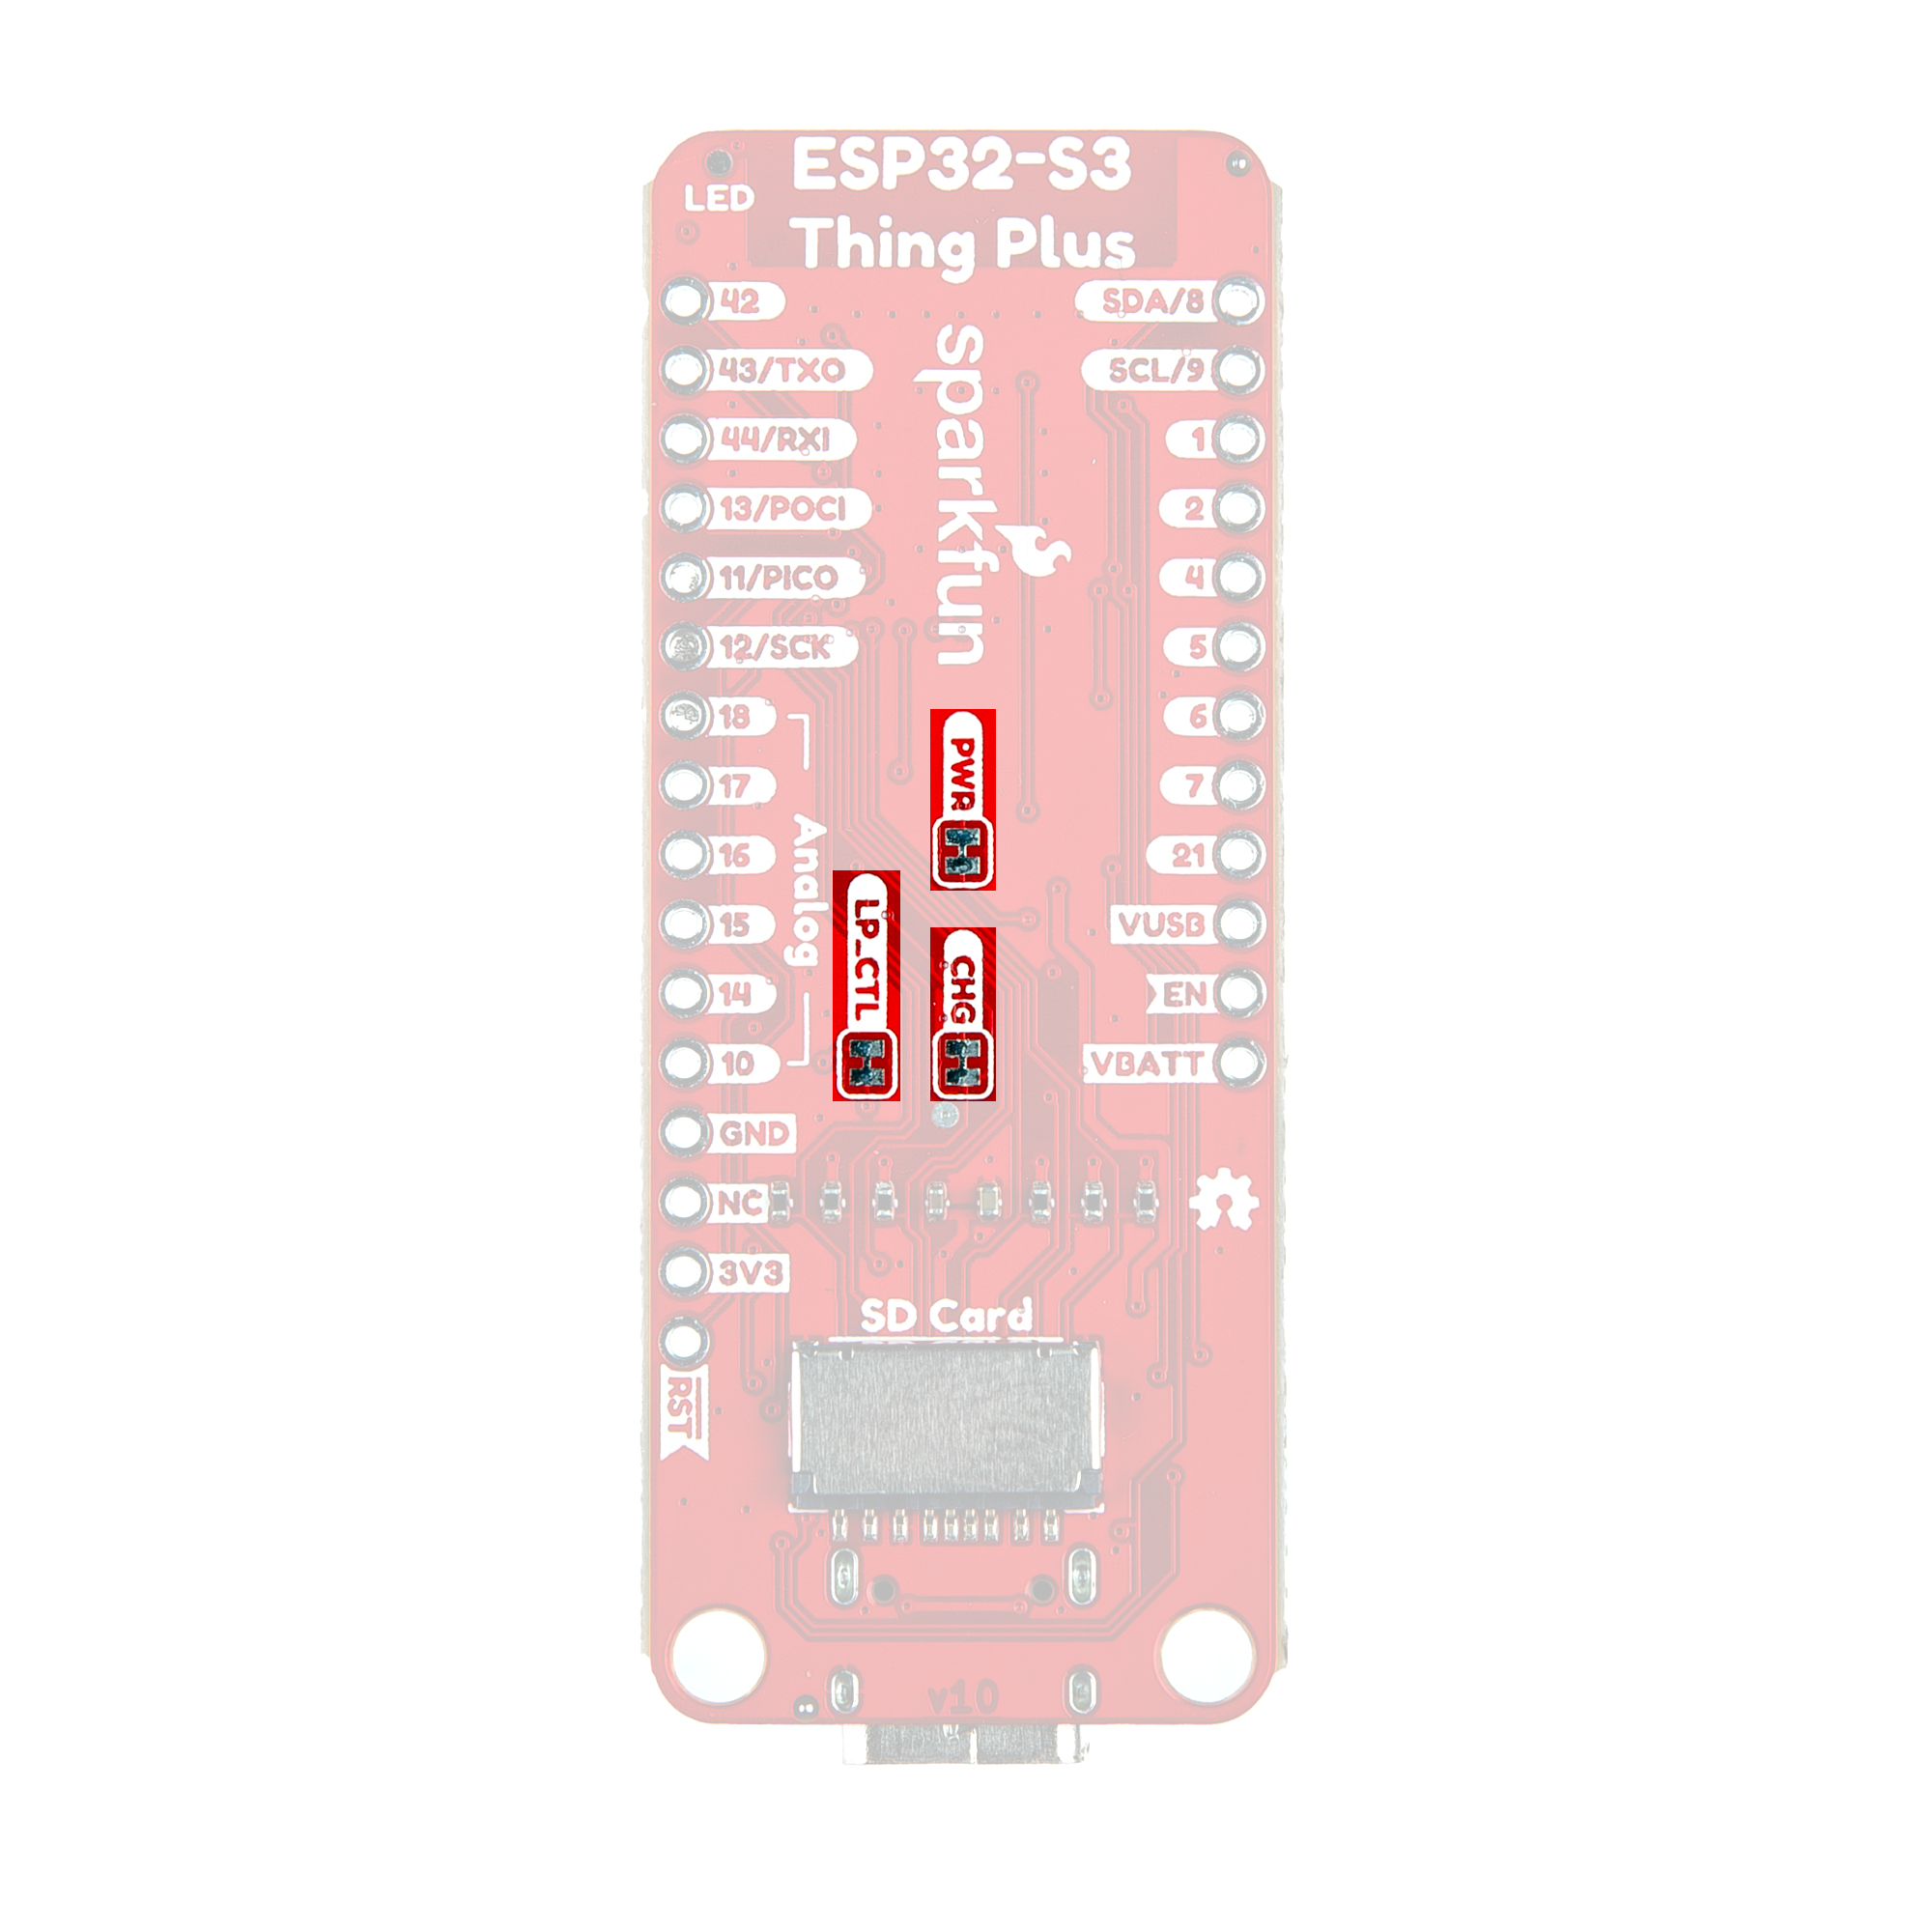 ESP32-S3
Thing Plus
LED
42
43/TXO
44/RXI
13/POCI
11/PICO
12/SCK
18
17
16
15
14
10
GND
NC
3V3
RST
Analog
sparkfun
PWR
LP_CTL
CHG
SDA/8
SCL/9
1
2
4
5
6
7
21
VUSB
EN
VBATT
SD Card
v10